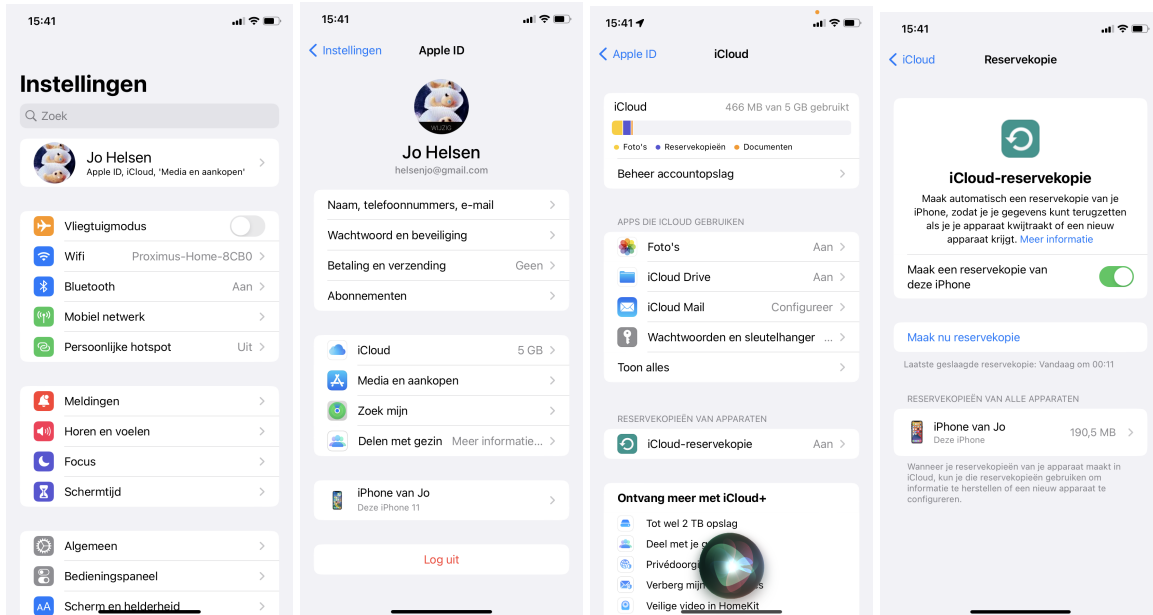 15:41
Instellingen
Zoek
Jo Helsen
Apple ID, iCloud, 'Media en aankopen'
Vliegtuigmodus
Wifi Proximus-Home-8CB0
Bluetooth Aan
Mobiel netwerk
Persoonlijke hotspot Uit
Meldingen
Horen en voelen
Focus
Schermtijd
Algemeen
Bedieningspaneel
AA Scherm en helderheid
15:41
Instellingen Apple ID
WIJZIG
Jo Helsen
helsenjo@gmail.com
Naam, telefoonnummers, e-mail
Wachtwoord en beveiliging
Betaling en verzending Geen
Abonnementen
iCloud 5 GB
Media en aankopen
Zoek mijn
Delen met gezin Meer informatie...
iPhone van Jo
Deze iPhone 11
Log uit
15:41
Apple ID iCloud
iCloud 466 MB van 5 GB gebruikt
Foto's Reservekopieën Documenten
Beheer accountopslag
APPS DIE ICLOUD GEBRUIKEN
Foto's Aan
iCloud Drive Aan
iCloud Mail Configureer
Wachtwoorden en sleutelhanger ...
Toon alles
RESERVEKOPIEËN VAN APPARATEN
iCloud-reservekopie Aan
Ontvang meer met iCloud+
Tot wel 2 TB opslag
Deel met je
Privédoorg
Verberg mijn
Veilige video in HomeKit
15:41
iCloud Reservekopie
iCloud-reservekopie
Maak automatisch een reservekopie van je
iPhone, zodat je je gegevens kunt terugzetten
als je je apparaat kwijtraakt of een nieuw
apparaat krijgt. Meer informatie
Maak een reservekopie van
deze iPhone
Maak nu reservekopie
Laatste geslaagde reservekopie: Vandaag om 00:11
RESERVEKOPIEËN VAN ALLE APPARATEN
iPhone van Jo 190,5 MB
Deze iPhone
Wanneer je reservekopieën van je apparaat maakt in
iCloud, kun je die reservekopieën gebruiken om
informatie te herstellen of een nieuw apparaat te
configureren.